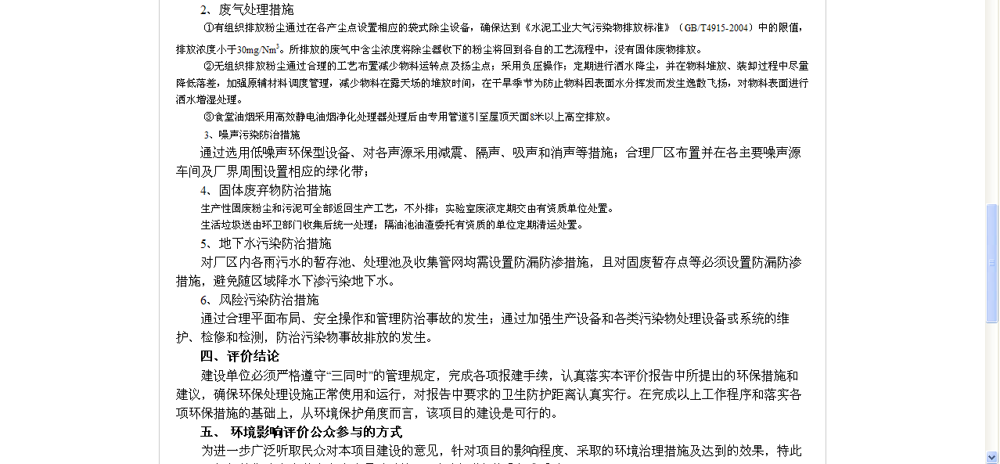 2、废气处理措施
①有组织排放粉尘通过在各产尘点设置相应的袋式除尘设备，确保达到《水泥工业大气污染物排放标准》（GB/T4915-2004）中的限值，
排放浓度小于30mg/Nm³。所排放的废气中含尘浓度将除尘器收下的粉尘将回到各自的工艺流程中，没有固体废物排放。
②无组织排放粉尘通过合理的工艺布置减少物料运转点及扬尘点；采用负压操作；定期进行洒水降尘，并在物料堆放、装卸过程中尽量
降低落差，加强原辅材料调度管理，减少物料在露天场的堆放时间，在干旱季节为防止物料因表面水分挥发而发生逸散飞扬，对物料表面进行
洒水增湿处理。
③食堂油烟采用高效静电油烟净化处理器处理后由专用管道引至屋顶天面8米以上高空排放。
3、噪声污染防治措施
通过选用低噪声环保型设备、对各声源采用减震、隔声、吸声和消声等措施；合理厂区布置并在各主要噪声源
车间及厂界周围设置相应的绿化带；
4、固体废弃物防治措施
生产性固废粉尘和污泥可全部返回生产工艺，不外排；实验室废液定期交由有资质单位处置。
生活垃圾送由环卫部门收集后统一处理；隔油池油渣委托有资质的单位定期清运处置。
5、地下水污染防治措施
对厂区内各雨污水的暂存池、处理池及收集管网均需设置防漏防渗措施，且对固废暂存点等必须设置防漏防渗
措施，避免随区域降水下渗污染地下水。
6、风险污染防治措施
通过合理平面布局、安全操作和管理防治事故的发生；通过加强生产设备和各类污染物处理设备或系统的维
护、检修和检测，防治污染物事故排放的发生。
四、评价结论
建设单位必须严格遵守“三同时”的管理规定，完成各项报建手续，认真落实本评价报告中所提出的环保措施和
建议，确保环保处理设施正常使用和运行，对报告中要求的卫生防护距离认真实行。在完成以上工作程序和落实各
项环保措施的基础上，从环境保护角度而言，该项目的建设是可行的。
五、 环境影响评价公众参与的方式
为进一步广泛听取民众对本项目建设的意见，针对项目的影响程度、采取的环境治理措施及达到的效果，特此